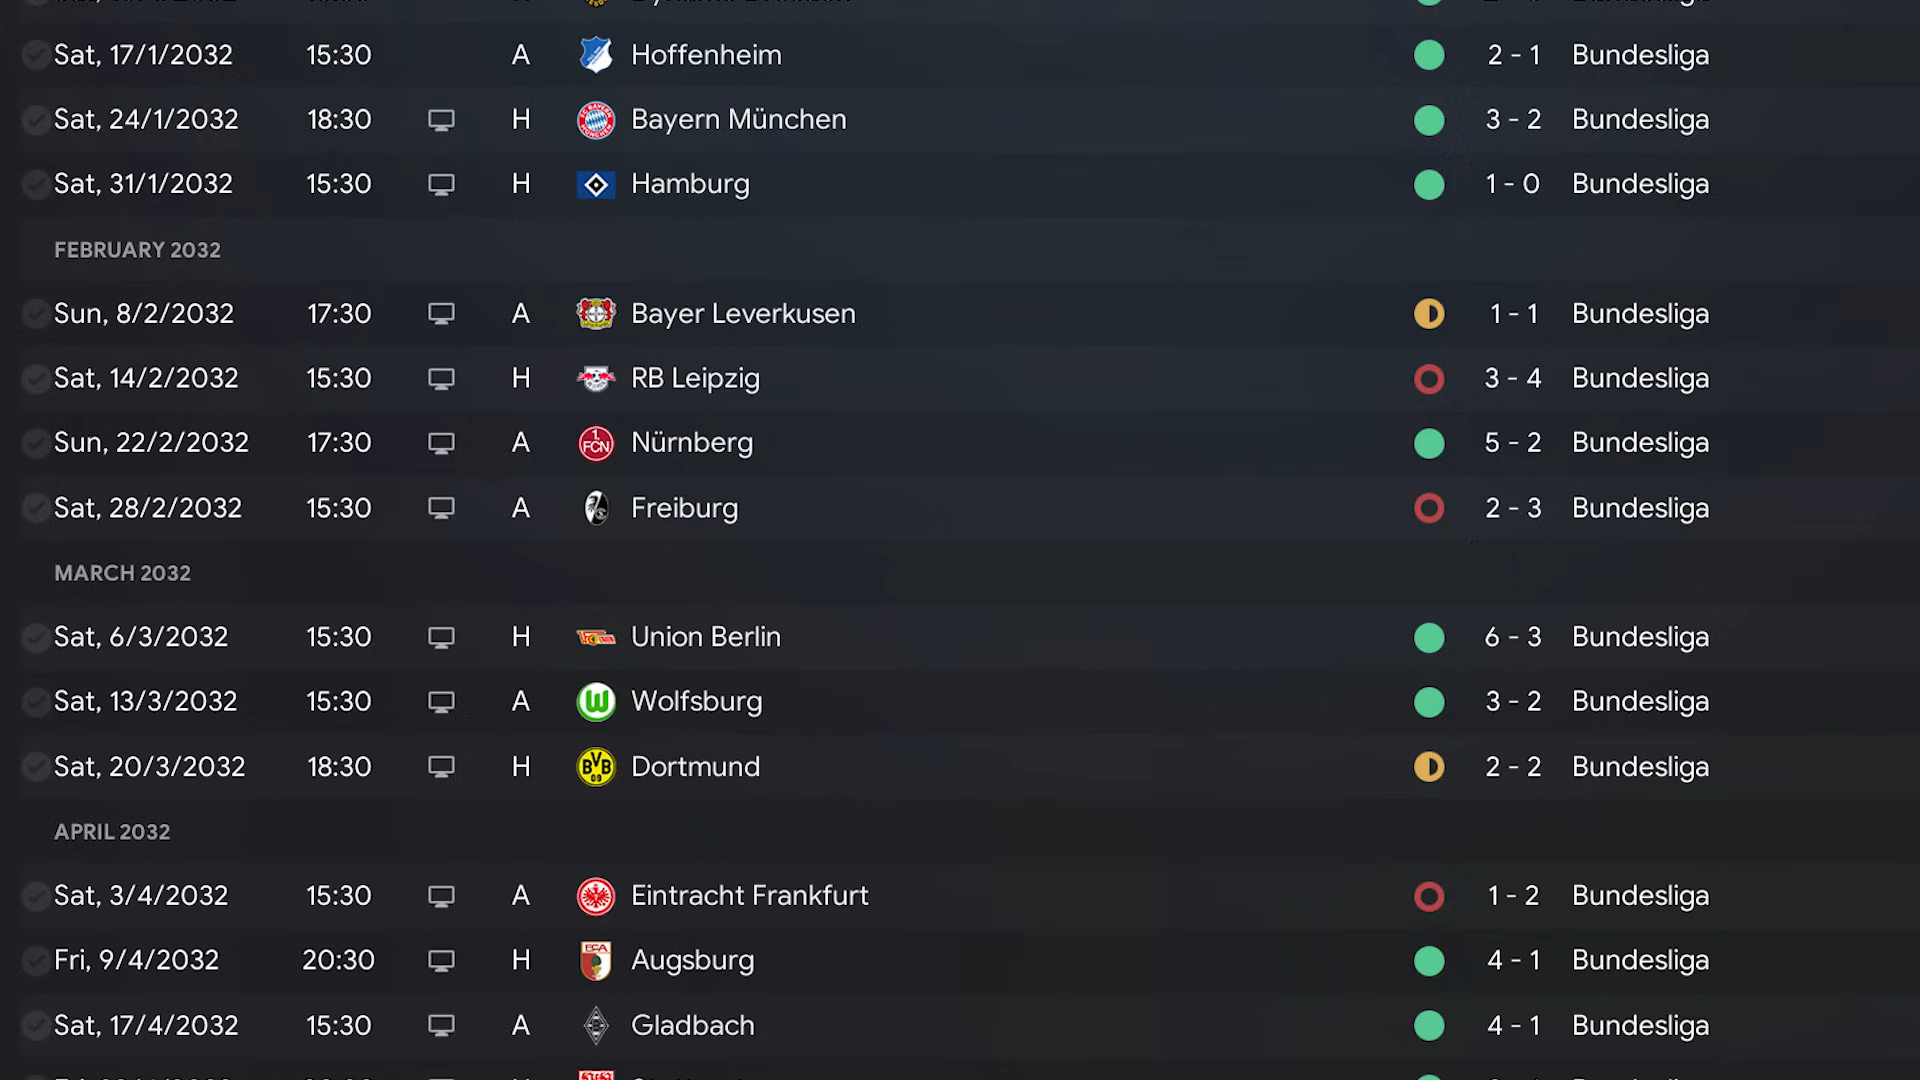 Sat, 17/1/2032 15:30 A Hoffenheim 2 - 1 Bundesliga
Sat, 24/1/2032 18:30 H Bayern München 3 - 2 Bundesliga
Sat, 31/1/2032 15:30 H Hamburg 1 - 0 Bundesliga
FEBRUARY 2032
Sun, 8/2/2032 17:30 A Bayer Leverkusen 1 - 1 Bundesliga
Sat, 14/2/2032 15:30 H RB Leipzig 3 - 4 Bundesliga
Sun, 22/2/2032 17:30 A 1. FCN Nürnberg 5 - 2 Bundesliga
Sat, 28/2/2032 15:30 A Freiburg 2 - 3 Bundesliga
MARCH 2032
Sat, 6/3/2032 15:30 H Union Berlin 6 - 3 Bundesliga
Sat, 13/3/2032 15:30 A Wolfsburg 3 - 2 Bundesliga
Sat, 20/3/2032 18:30 H BVB 09 Dortmund 2 - 2 Bundesliga
APRIL 2032
Sat, 3/4/2032 15:30 A Eintracht Frankfurt 1 - 2 Bundesliga
Fri, 9/4/2032 20:30 H FCA Augsburg 4 - 1 Bundesliga
Sat, 17/4/2032 15:30 A Gladbach 4 - 1 Bundesliga